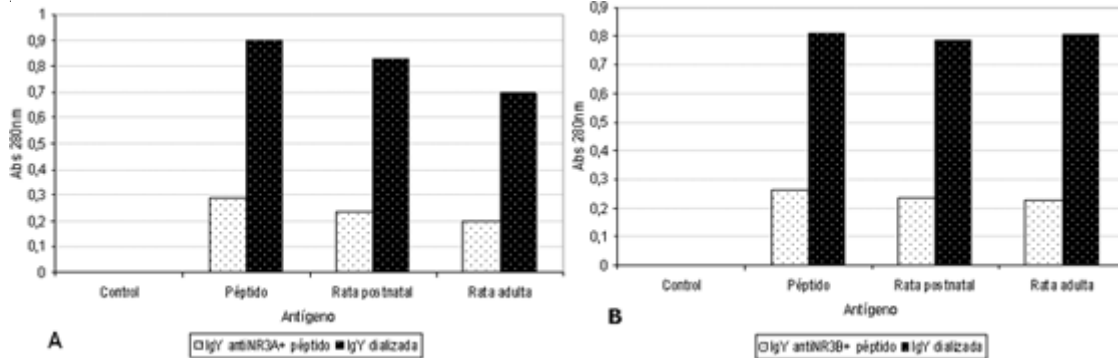 1
0,9
0,8
0,7
0,6
0,5
0,4
0,3
0,2
0,1
0
Abs 280nm
Control Péptido Rata postnatal Rata adulta
Antígeno
A
IgY antiNR3A+ péptido IgY dializada
0,9
0,8
0,7
0,6
0,5
0,4
0,3
0,2
0,1
0
Abs 280nm
Control Péptido Rata postnatal Rata adulta
Antígeno
B
IgY antiNR3B+ péptido IgY dializada